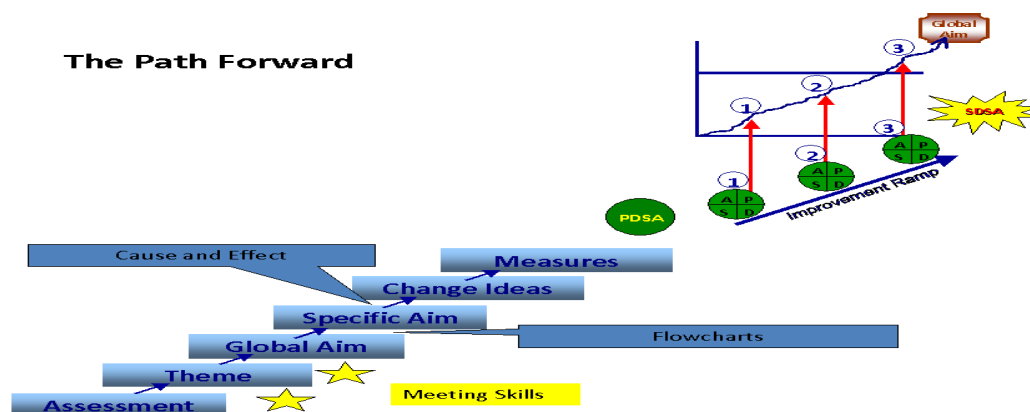 The Path Forward
Global
Aim
3
2
1
SDSA
3
A P
S D
2
A P
S D
1
A P
S D
Improvement Ramp
PDSA
Cause and Effect
Measures
Change Ideas
Specific Aim
Flowcharts
Global Aim
Theme
Meeting Skills
Assessment